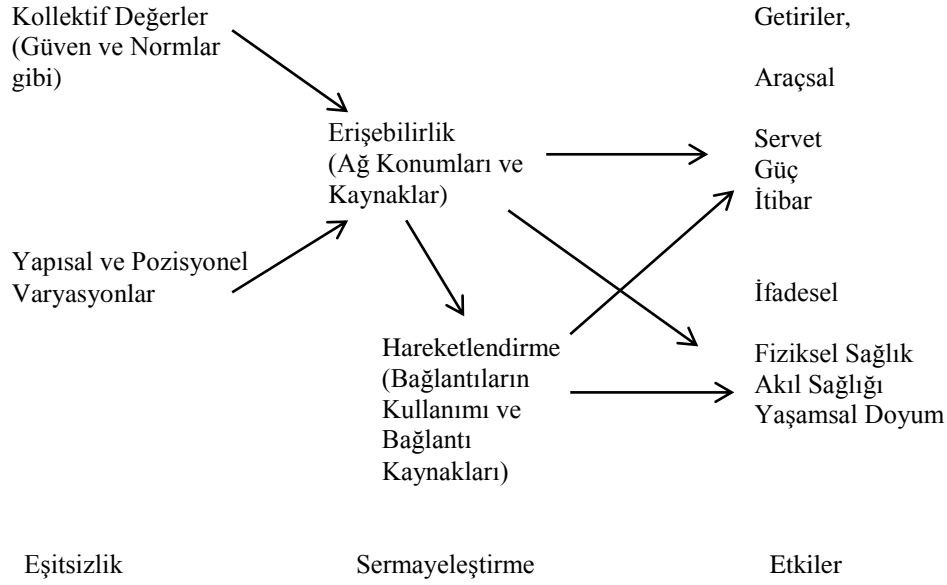 Kollektif Değerler
(Güven ve Normlar
gibi)
Yapısal ve Pozisyonel
Varyasyonlar
Erişebilirlik
(Ağ Konumları ve
Kaynaklar)
Hareketlendirme
(Bağlantıların
Kullanımı ve
Bağlantı
Kaynakları)
Getiriler,
Araçsal
Servet
Güç
İtibar
İfadesel
Fiziksel Sağlık
Akıl Sağlığı
Yaşamsal Doyum
Eşitsizlik
Sermayeleştirme
Etkiler